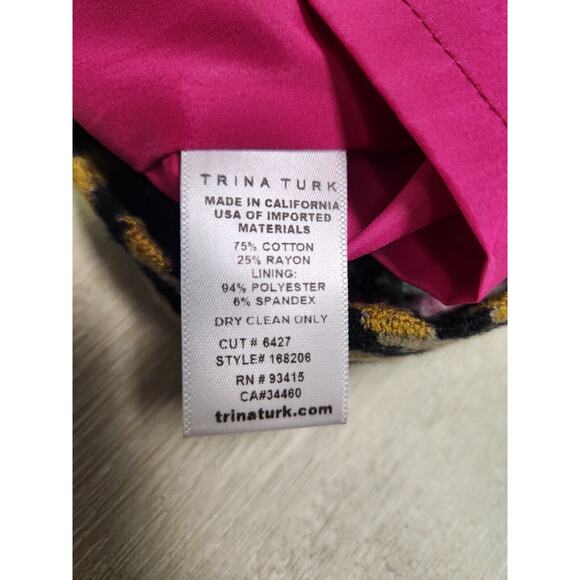 TRINA TURK
MADE IN CALIFORNIA
USA OF IMPORTED
MATERIALS
75% COTTON
25% RAYON
LINING:
94% POLYESTER
6% SPANDEX
DRY CLEAN ONLY
CUT # 6427
STYLE# 168206
RN # 93415
CA#34460
trinaturk.com